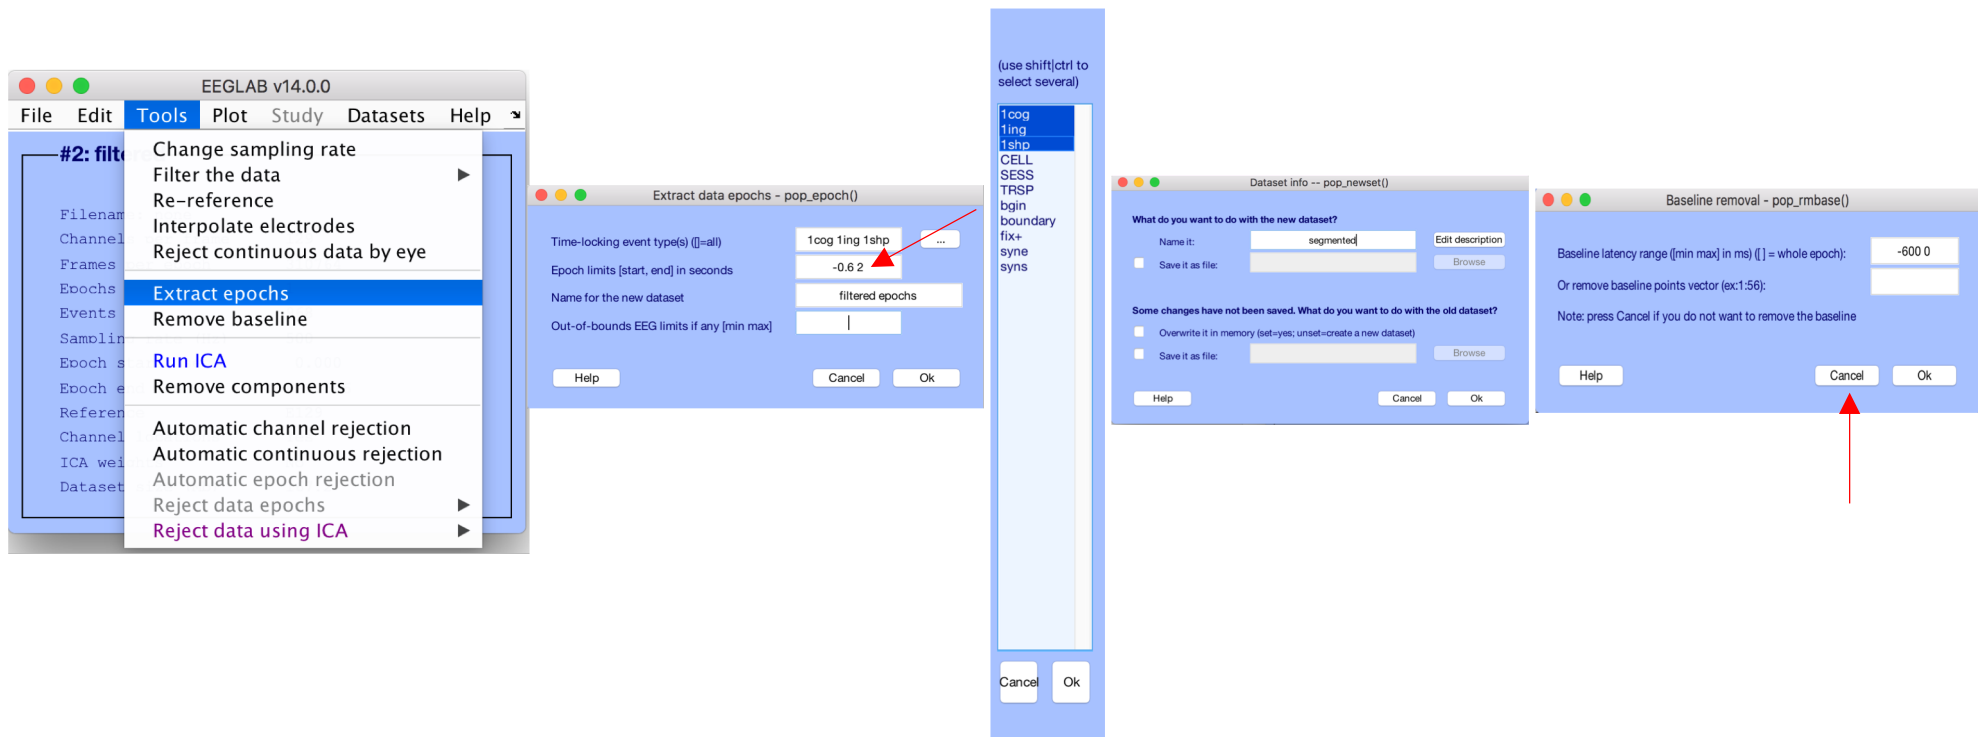 EEGLAB v14.0.0
File Edit Tools Plot Study Datasets Help
#2: filt
Change sampling rate
Filter the data
Re-reference
Interpolate electrodes
Reject continuous data by eye
Extract epochs
Remove baseline
Run ICA
Remove components
Automatic channel rejection
Automatic continuous rejection
Automatic epoch rejection
Reject data epochs
Reject data using ICA
Filename
Channels
Frames
Epochs
Events
Sampling
Epoch s
Epoch e
Referen
Channel
ICA wei
Dataset
Extract data epochs - pop_epoch()
Time-locking event type(s) ([]=all) 1cog 1ing 1shp ...
Epoch limits [start, end] in seconds -0.6 2
Name for the new dataset filtered epochs
Out-of-bounds EEG limits if any [min max]
Help Cancel Ok
(use shift|ctrl to
select several)
1cog
1ing
1shp
CELL
SESS
TRSP
bgin
boundary
fix+
syne
syns
Cancel Ok
Dataset info -- pop_newset()
What do you want to do with the new dataset?
Name it: segmented Edit description
Save it as file: Browse
Some changes have not been saved. What do you want to do with the old dataset?
Overwrite it in memory (set=yes; unset=create a new dataset)
Save it as file: Browse
Help Cancel Ok
Baseline removal - pop_rmbase()
Baseline latency range ([min max] in ms) ([ ] = whole epoch): -600 0
Or remove baseline points vector (ex:1:56):
Note: press Cancel if you do not want to remove the baseline
Help Cancel Ok